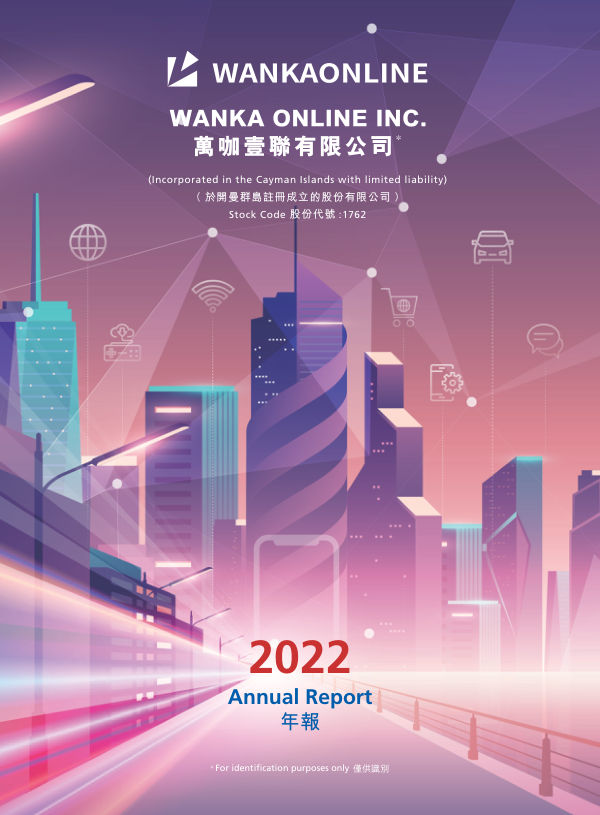 WANKAONLINE
WANKA ONLINE INC.
萬咖壹聯有限公司*
(Incorporated in the Cayman Islands with limited liability)
（於開曼群島註冊成立的股份有限公司）
Stock Code 股份代號 :1762
2022
Annual Report
年報
* For identification purposes only 僅供識別